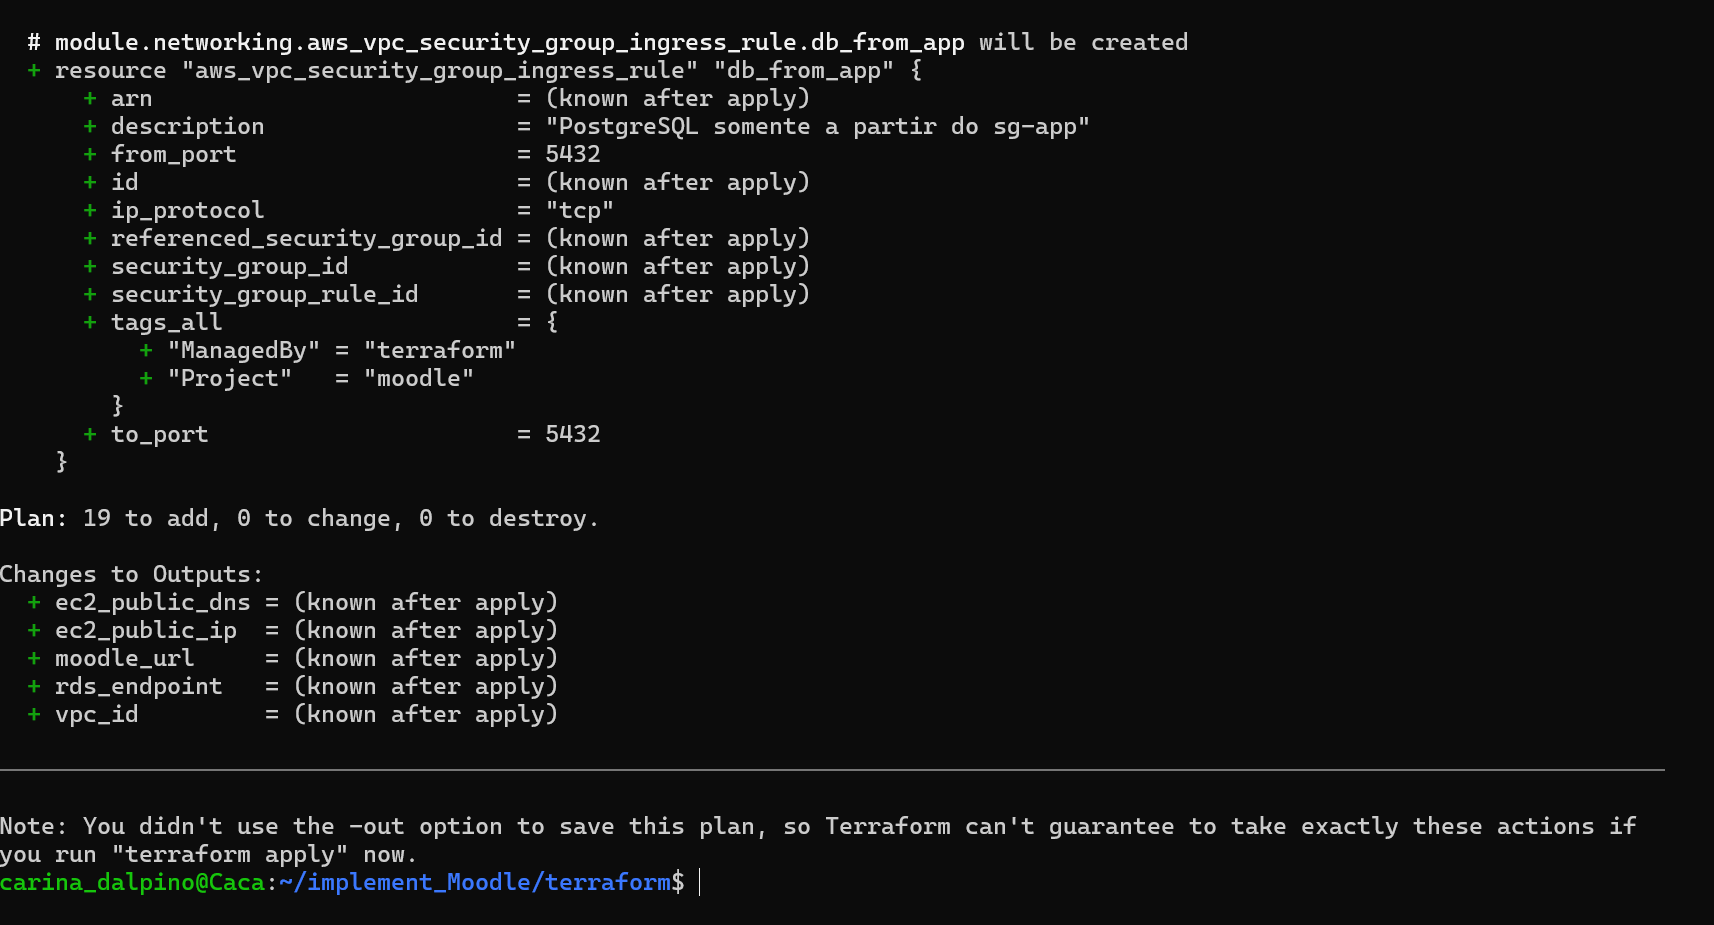 # module.networking.aws_vpc_security_group_ingress_rule.db_from_app will be created
+ resource "aws_vpc_security_group_ingress_rule" "db_from_app" {
+ arn = (known after apply)
+ description = "PostgreSQL somente a partir do sg-app"
+ from_port = 5432
+ id = (known after apply)
+ ip_protocol = "tcp"
+ referenced_security_group_id = (known after apply)
+ security_group_id = (known after apply)
+ security_group_rule_id = (known after apply)
+ tags_all = {
+ "ManagedBy" = "terraform"
+ "Project" = "moodle"
}
+ to_port = 5432
}
Plan: 19 to add, 0 to change, 0 to destroy.
Changes to Outputs:
+ ec2_public_dns = (known after apply)
+ ec2_public_ip = (known after apply)
+ moodle_url = (known after apply)
+ rds_endpoint = (known after apply)
+ vpc_id = (known after apply)
Note: You didn't use the -out option to save this plan, so Terraform can't guarantee to take exactly these actions if
you run "terraform apply" now.
carina_dalpino@Caca:~/implement_Moodle/terraform$